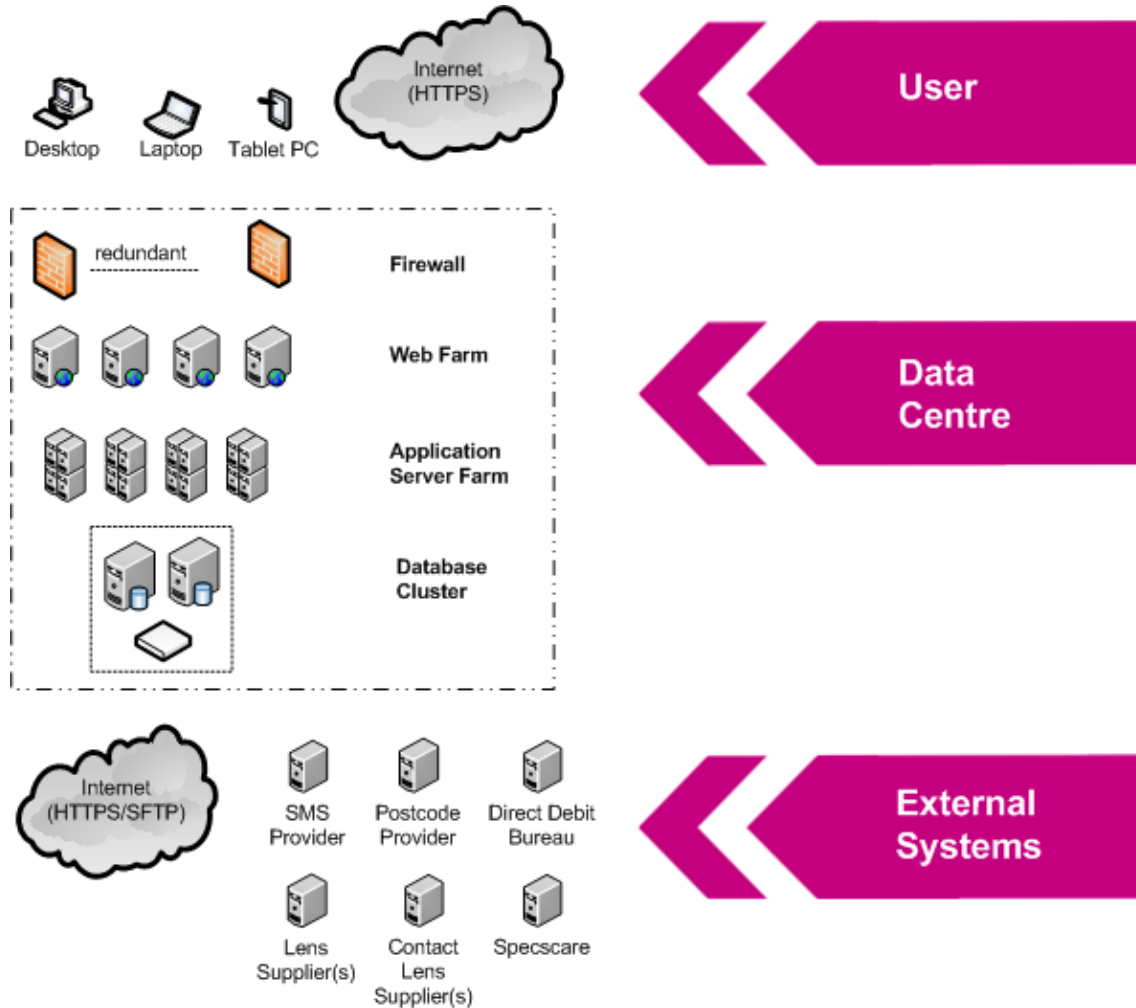 Internet
(HTTPS)
User
Desktop
Laptop
Tablet PC
redundant
Firewall
Web Farm
Data
Centre
Application
Server Farm
Database
Cluster
Internet
(HTTPS/SFTP)
SMS
Provider
Postcode
Provider
Direct Debit
Bureau
External
Systems
Lens
Supplier(s)
Contact
Lens
Supplier(s)
Specscare